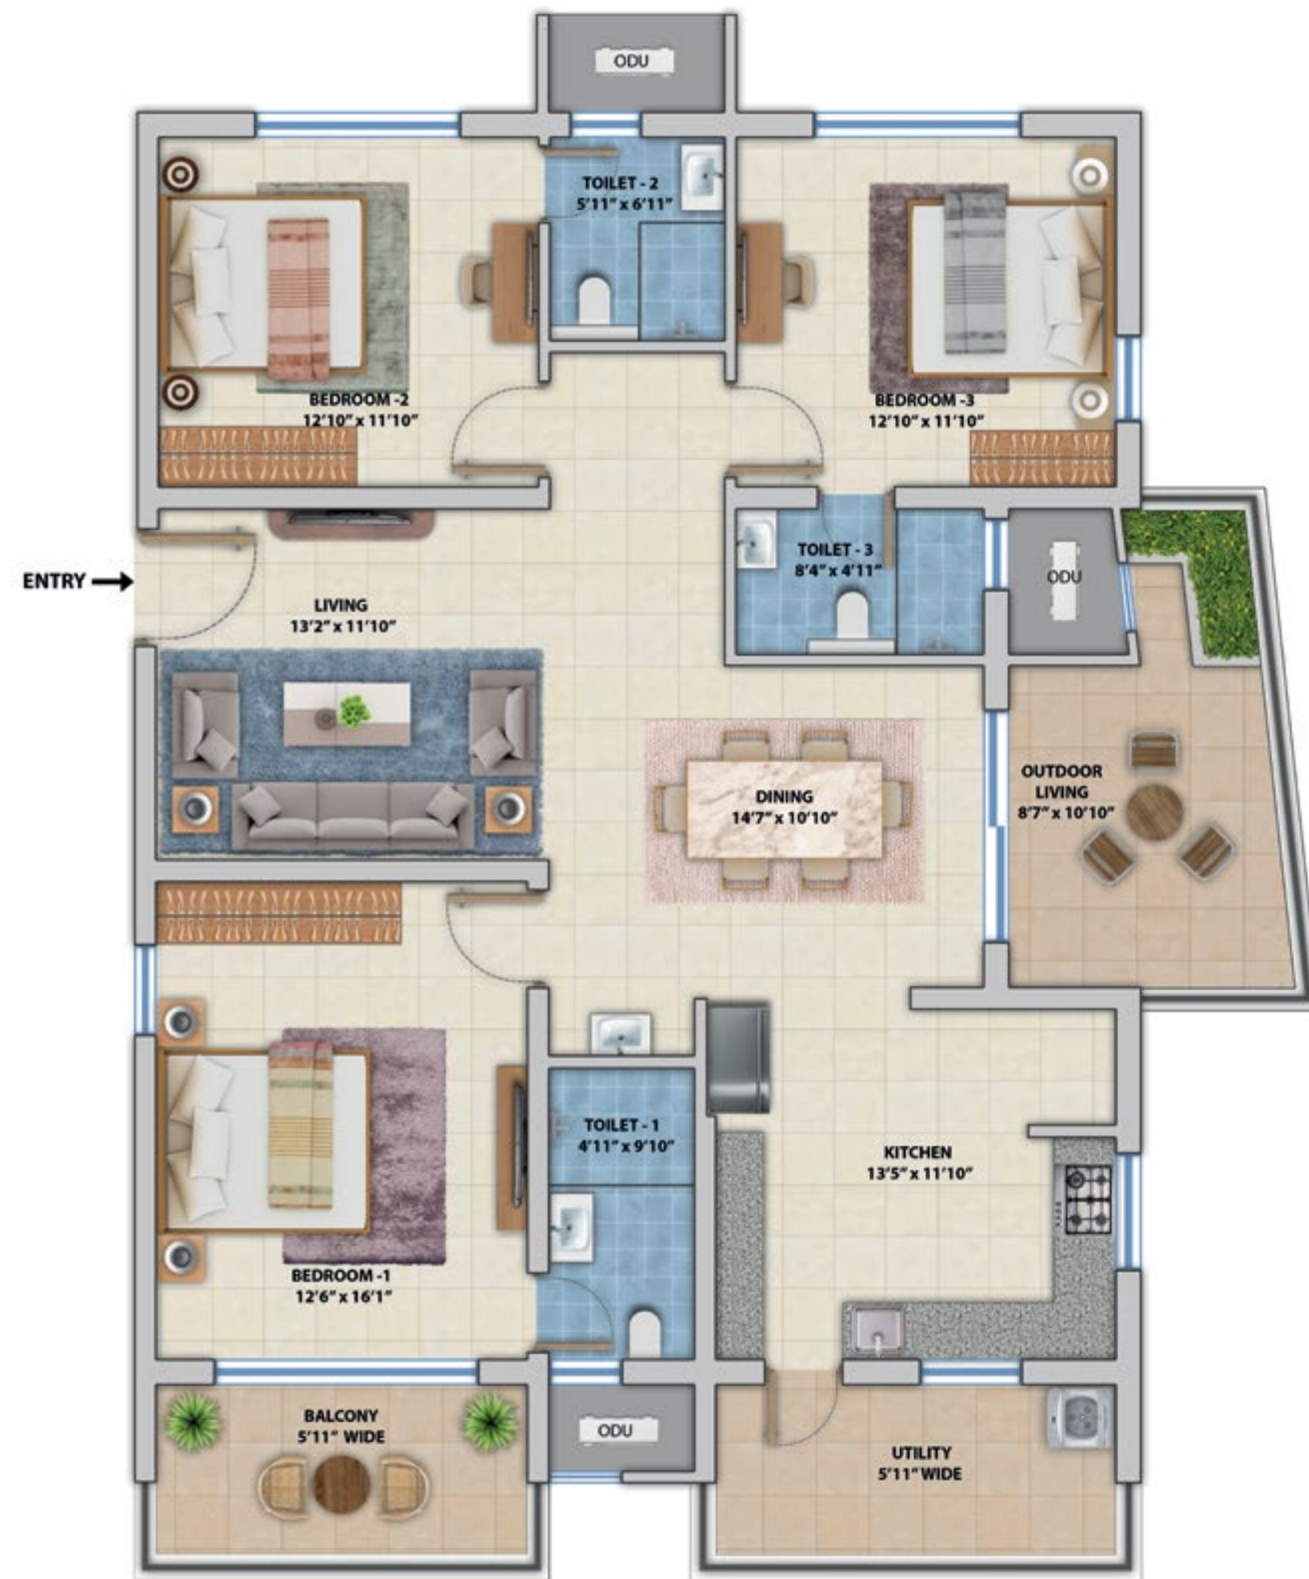 ODU
TOILET - 2
5'11" x 6'11"
BEDROOM -2
12'10" x 11'10"
BEDROOM -3
12'10" x 11'10"
TOILET - 3
8'4" x 4'11"
ODU
ENTRY
LIVING
13'2" x 11'10"
OUTDOOR
LIVING
8'7" x 10'10"
DINING
14'7" x 10'10"
TOILET - 1
4'11" x 9'10"
KITCHEN
13'5" x 11'10"
BEDROOM -1
12'6" x 16'1"
BALCONY
5'11" WIDE
ODU
UTILITY
5'11" WIDE